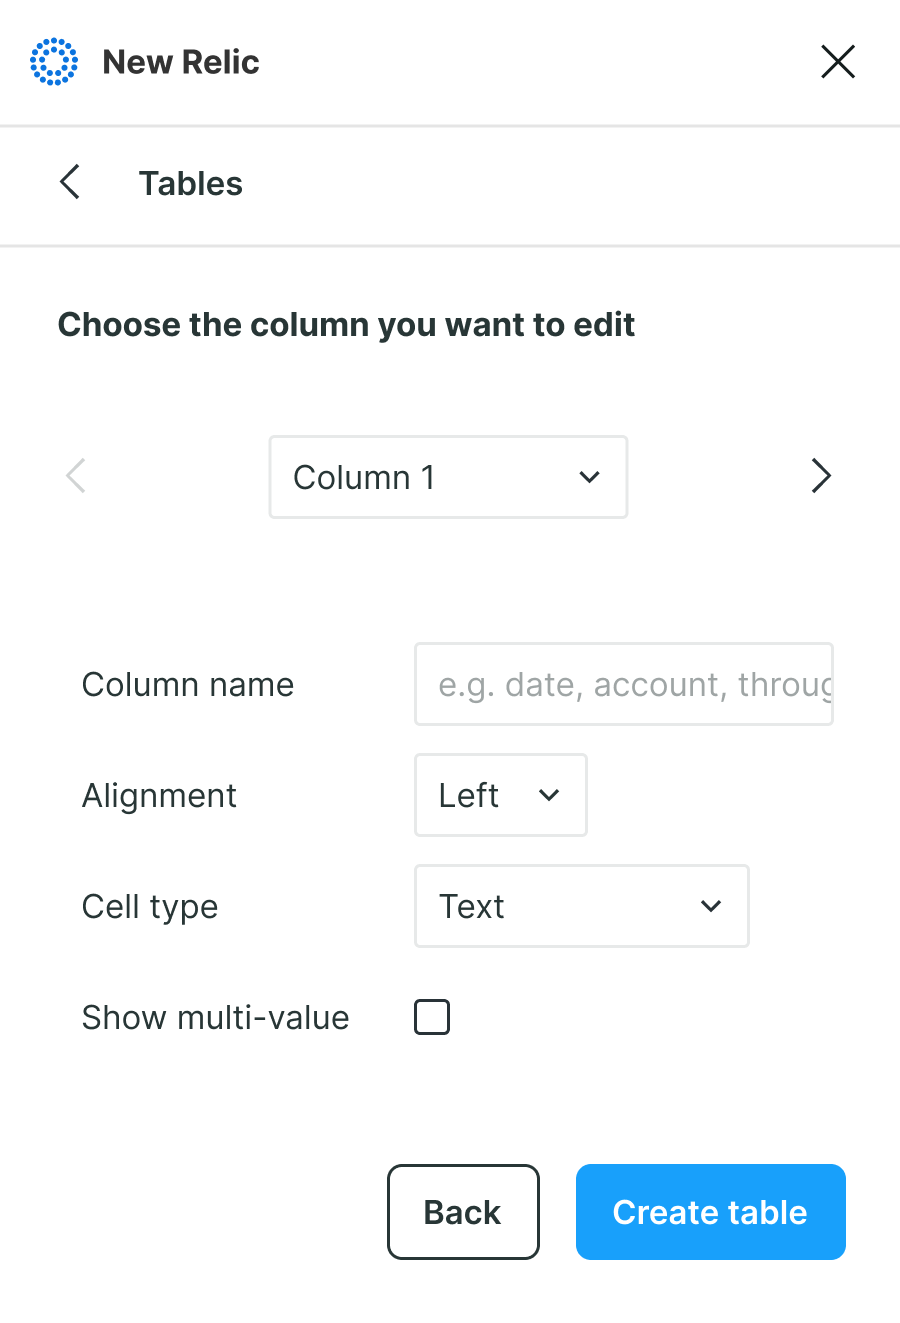 New Relic
Tables
Choose the column you want to edit
Column 1
Column name
e.g. date, account, throug
Alignment
Left
Cell type
Text
Show multi-value
Back
Create table